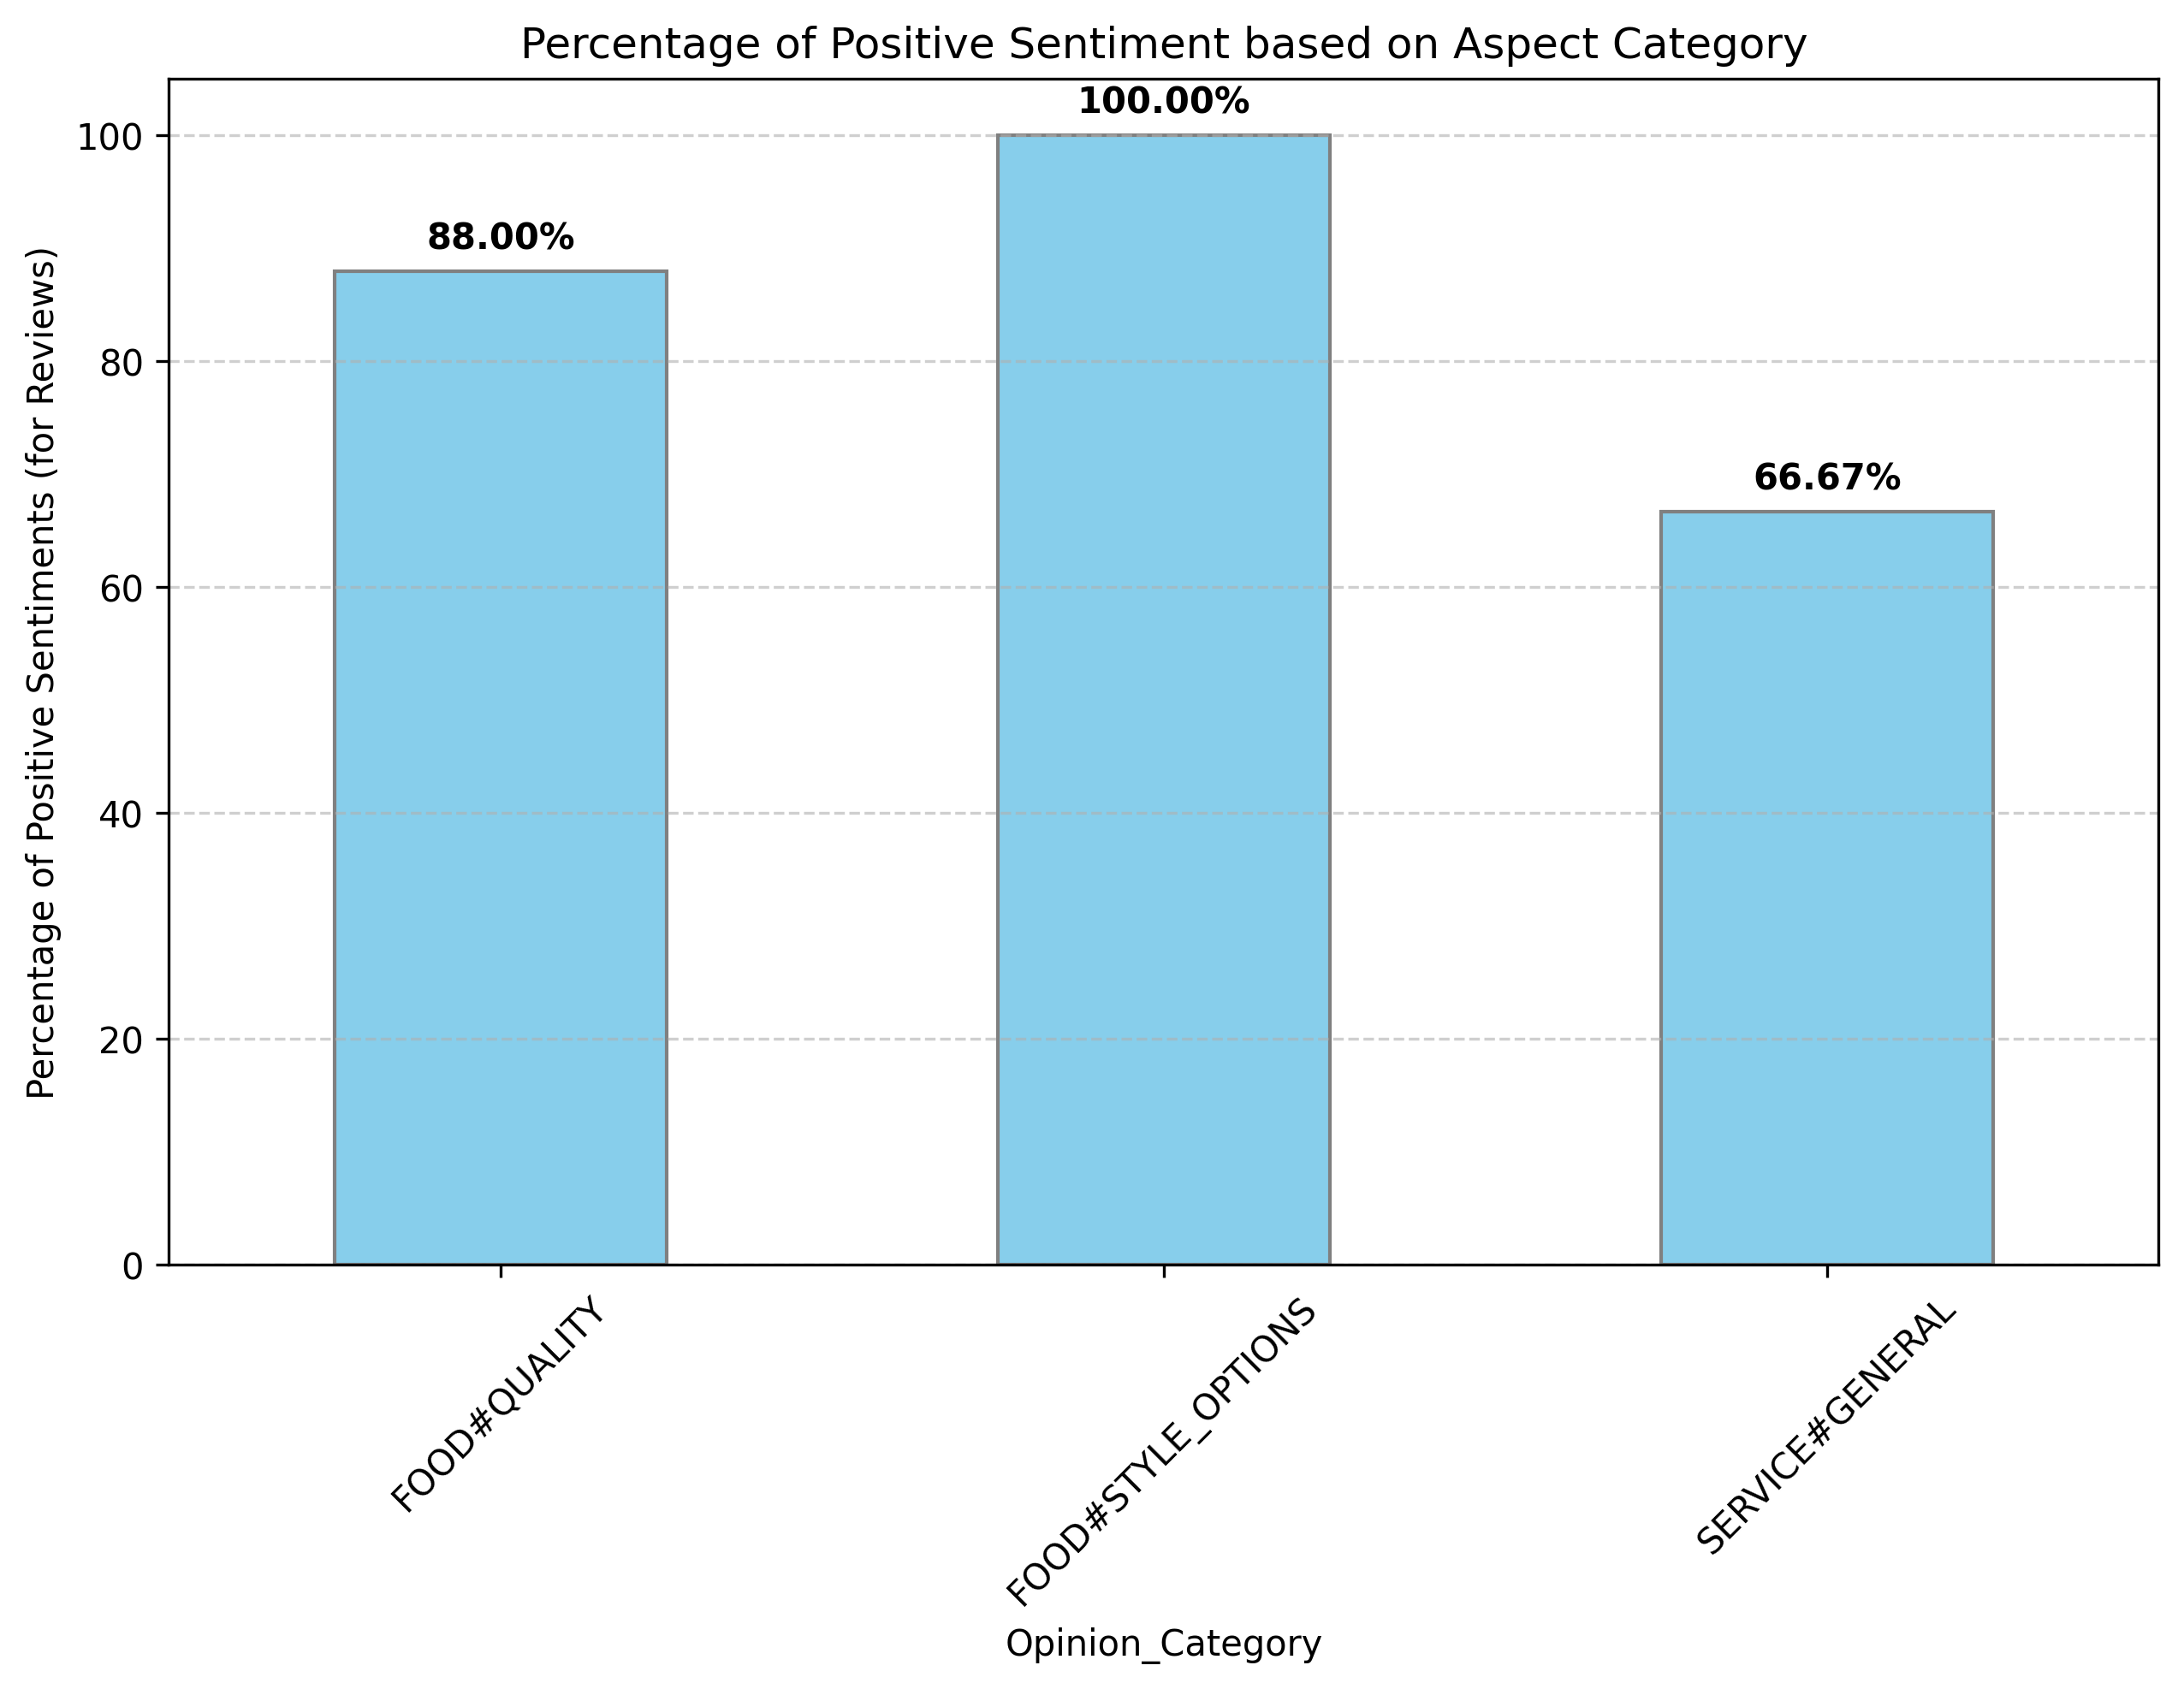 Percentage of Positive Sentiment based on Aspect Category
Percentage of Positive Sentiments (for Reviews)
100
80
60
40
20
0
88.00%
100.00%
66.67%
FOOD#QUALITY
FOOD#STYLE_OPTIONS
SERVICE#GENERAL
Opinion_Category